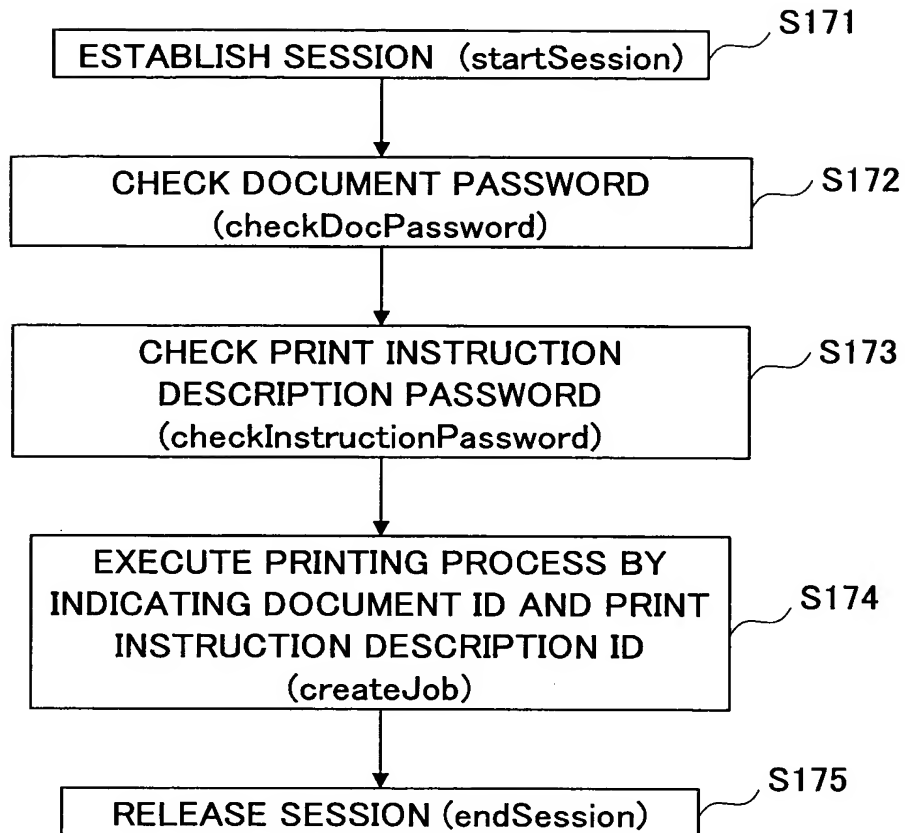 S171
ESTABLISH SESSION (startSession)
CHECK DOCUMENT PASSWORD
(checkDocPassword)
S172
CHECK PRINT INSTRUCTION
DESCRIPTION PASSWORD
(checkInstructionPassword)
S173
EXECUTE PRINTING PROCESS BY
INDICATING DOCUMENT ID AND PRINT
INSTRUCTION DESCRIPTION ID
(createJob)
S174
S175
RELEASE SESSION (endSession)